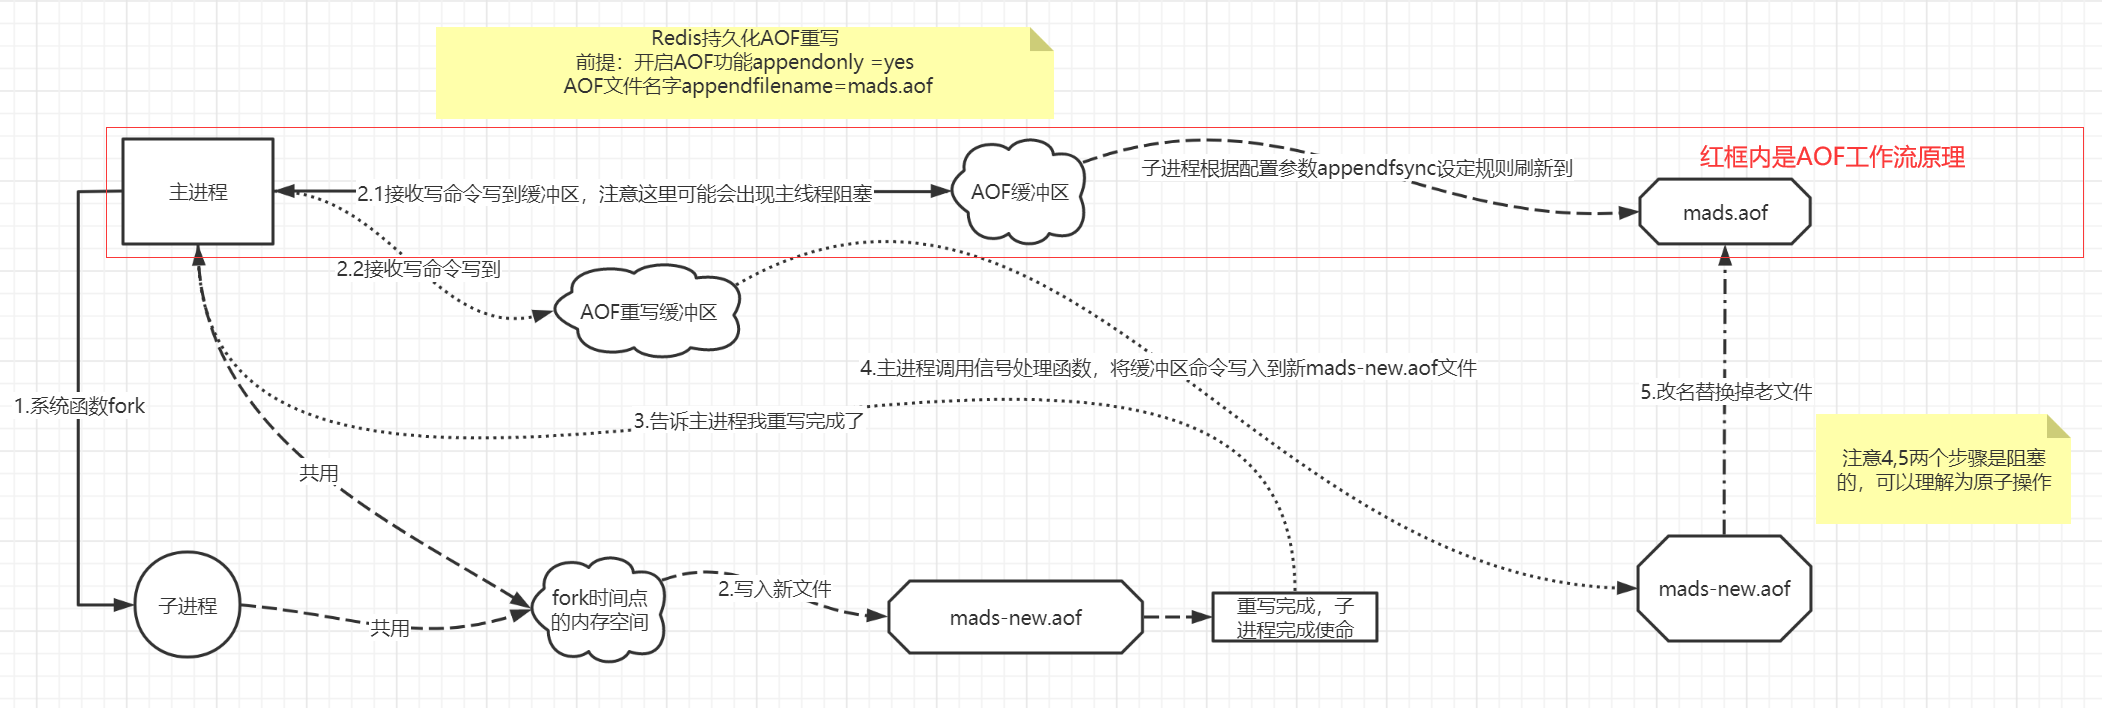 Redis持久化AOF重写
前提：开启AOF功能appendonly =yes
AOF文件名字appendfilename=mads.aof
红框内是AOF工作流原理
主进程
2.1接收写命令写到缓冲区，注意这里可能会出现主线程阻塞
AOF缓冲区
子进程根据配置参数appendfsync设定规则刷新到
mads.aof
2.2接收写命令写到
AOF重写缓冲区
4.主进程调用信号处理函数，将缓冲区命令写入到新mads-new.aof文件
5.改名替换掉老文件
1.系统函数fork
3.告诉主进程我重写完成了
共用
注意4,5两个步骤是阻塞
的，可以理解为原子操作
子进程
共用
fork时间点
的内存空间
2.写入新文件
mads-new.aof
重写完成，子
进程完成使命
mads-new.aof